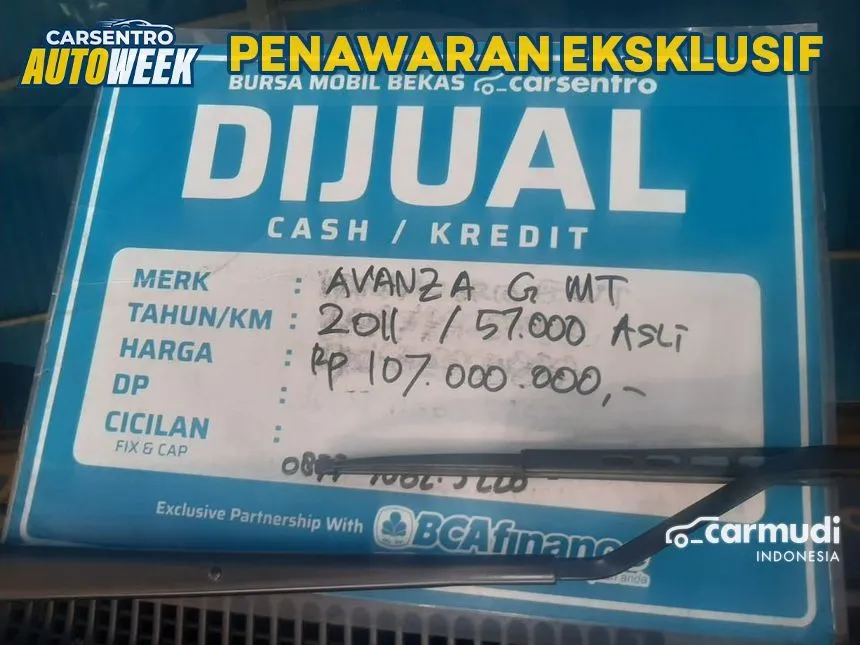 CARSENTRO
AUTOWEEK
PENAWARAN EKSKLUSIF
BURSA MOBIL BEKAS carsentro
DIJUAL
CASH / KREDIT
MERK : AVANZA G MT
TAHUN/KM : 2011 / 57.000 ASLI
HARGA : Rp 107.000.000,-
DP :
CICILAN :
FIX & CAP
Exclusive Partnership With BCAfinance
anda
carmudi
INDONESIA